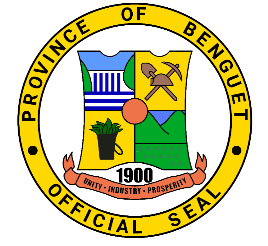 PROVINCE OF BENGUET
1900
UNITY • INDUSTRY • PROSPERITY
OFFICIAL SEAL